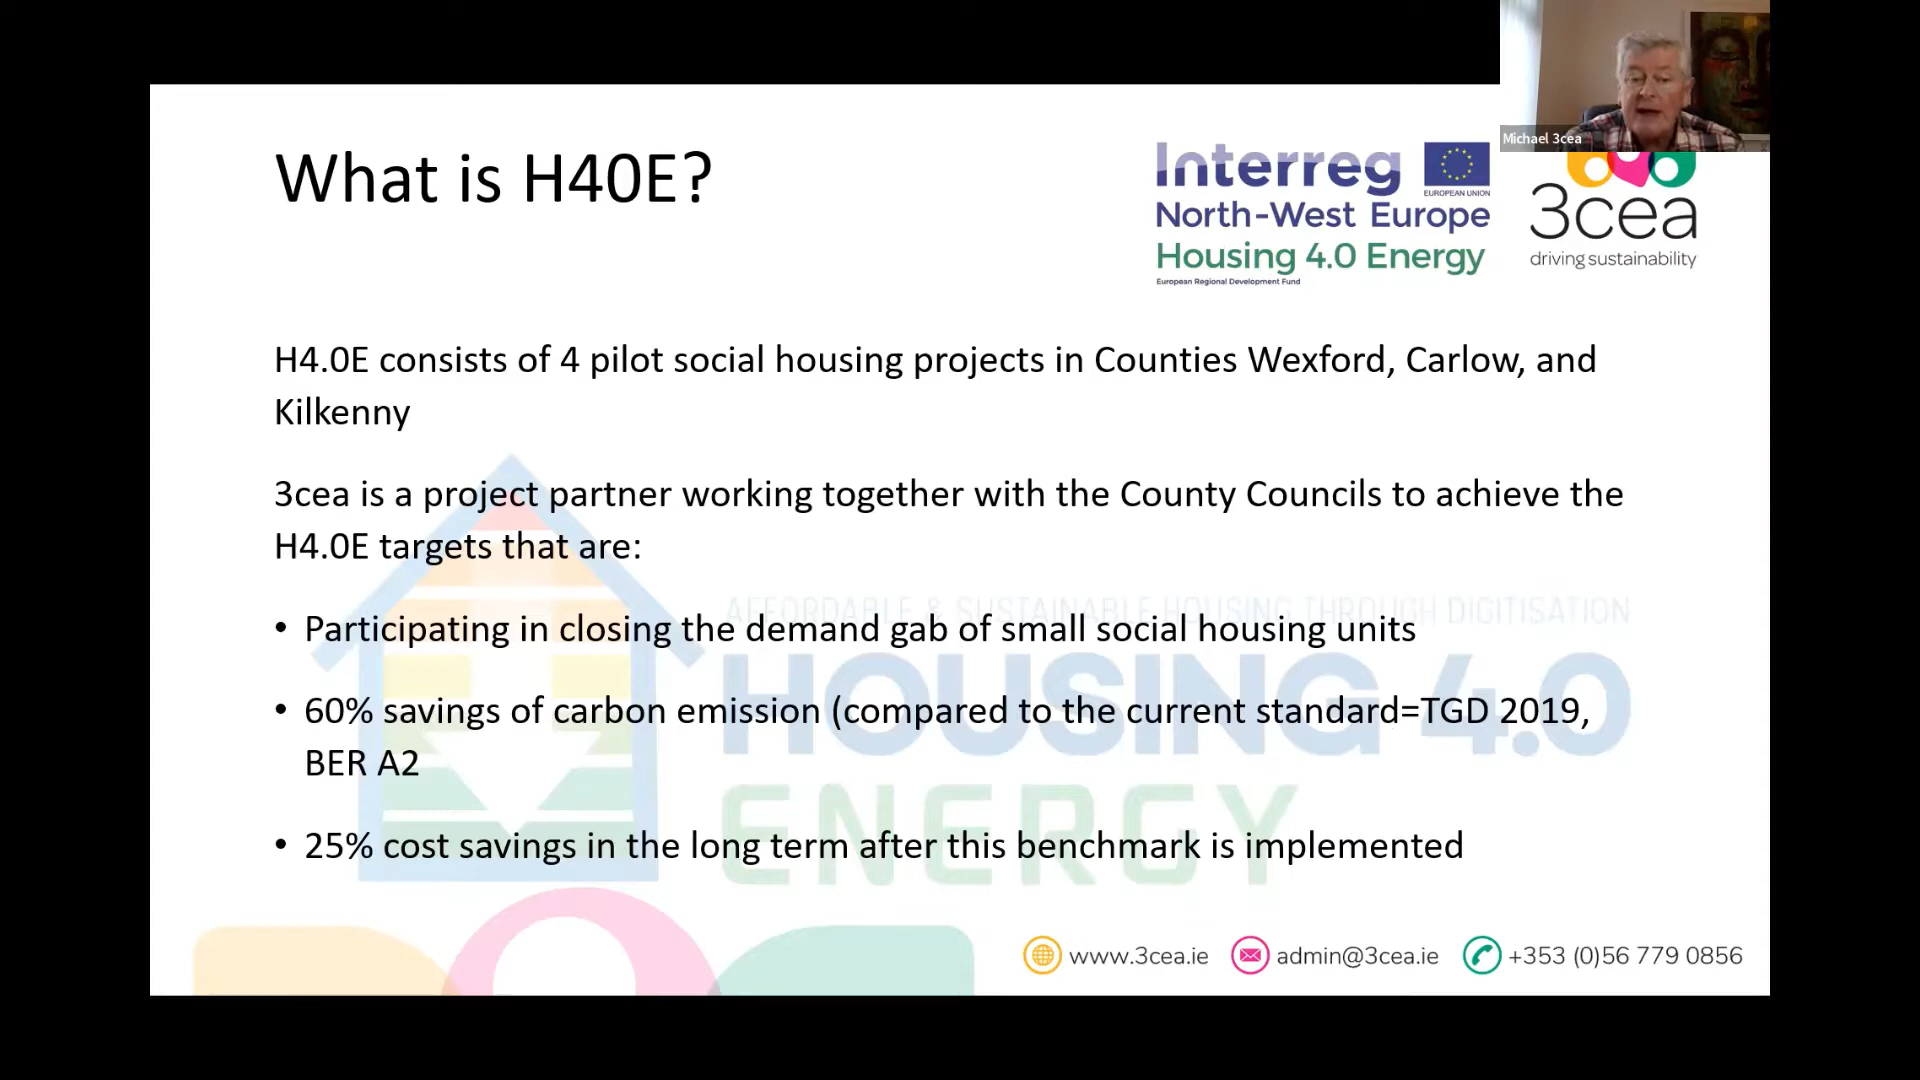 Michael 3cea
What is H40E?
Interreg
EUROPEAN UNION
North-West Europe
Housing 4.0 Energy
European Regional Development Fund
3cea
driving sustainability
H4.0E consists of 4 pilot social housing projects in Counties Wexford, Carlow, and
Kilkenny
3cea is a project partner working together with the County Councils to achieve the
H4.0E targets that are:
AFFORDABLE & SUSTAINABLE HOUSING THROUGH DIGITISATION
• Participating in closing the demand gab of small social housing units
HOUSING 4.0
• 60% savings of carbon emission (compared to the current standard=TGD 2019,
BER A2
ENERGY
• 25% cost savings in the long term after this benchmark is implemented
www.3cea.ie admin@3cea.ie +353 (0)56 779 0856